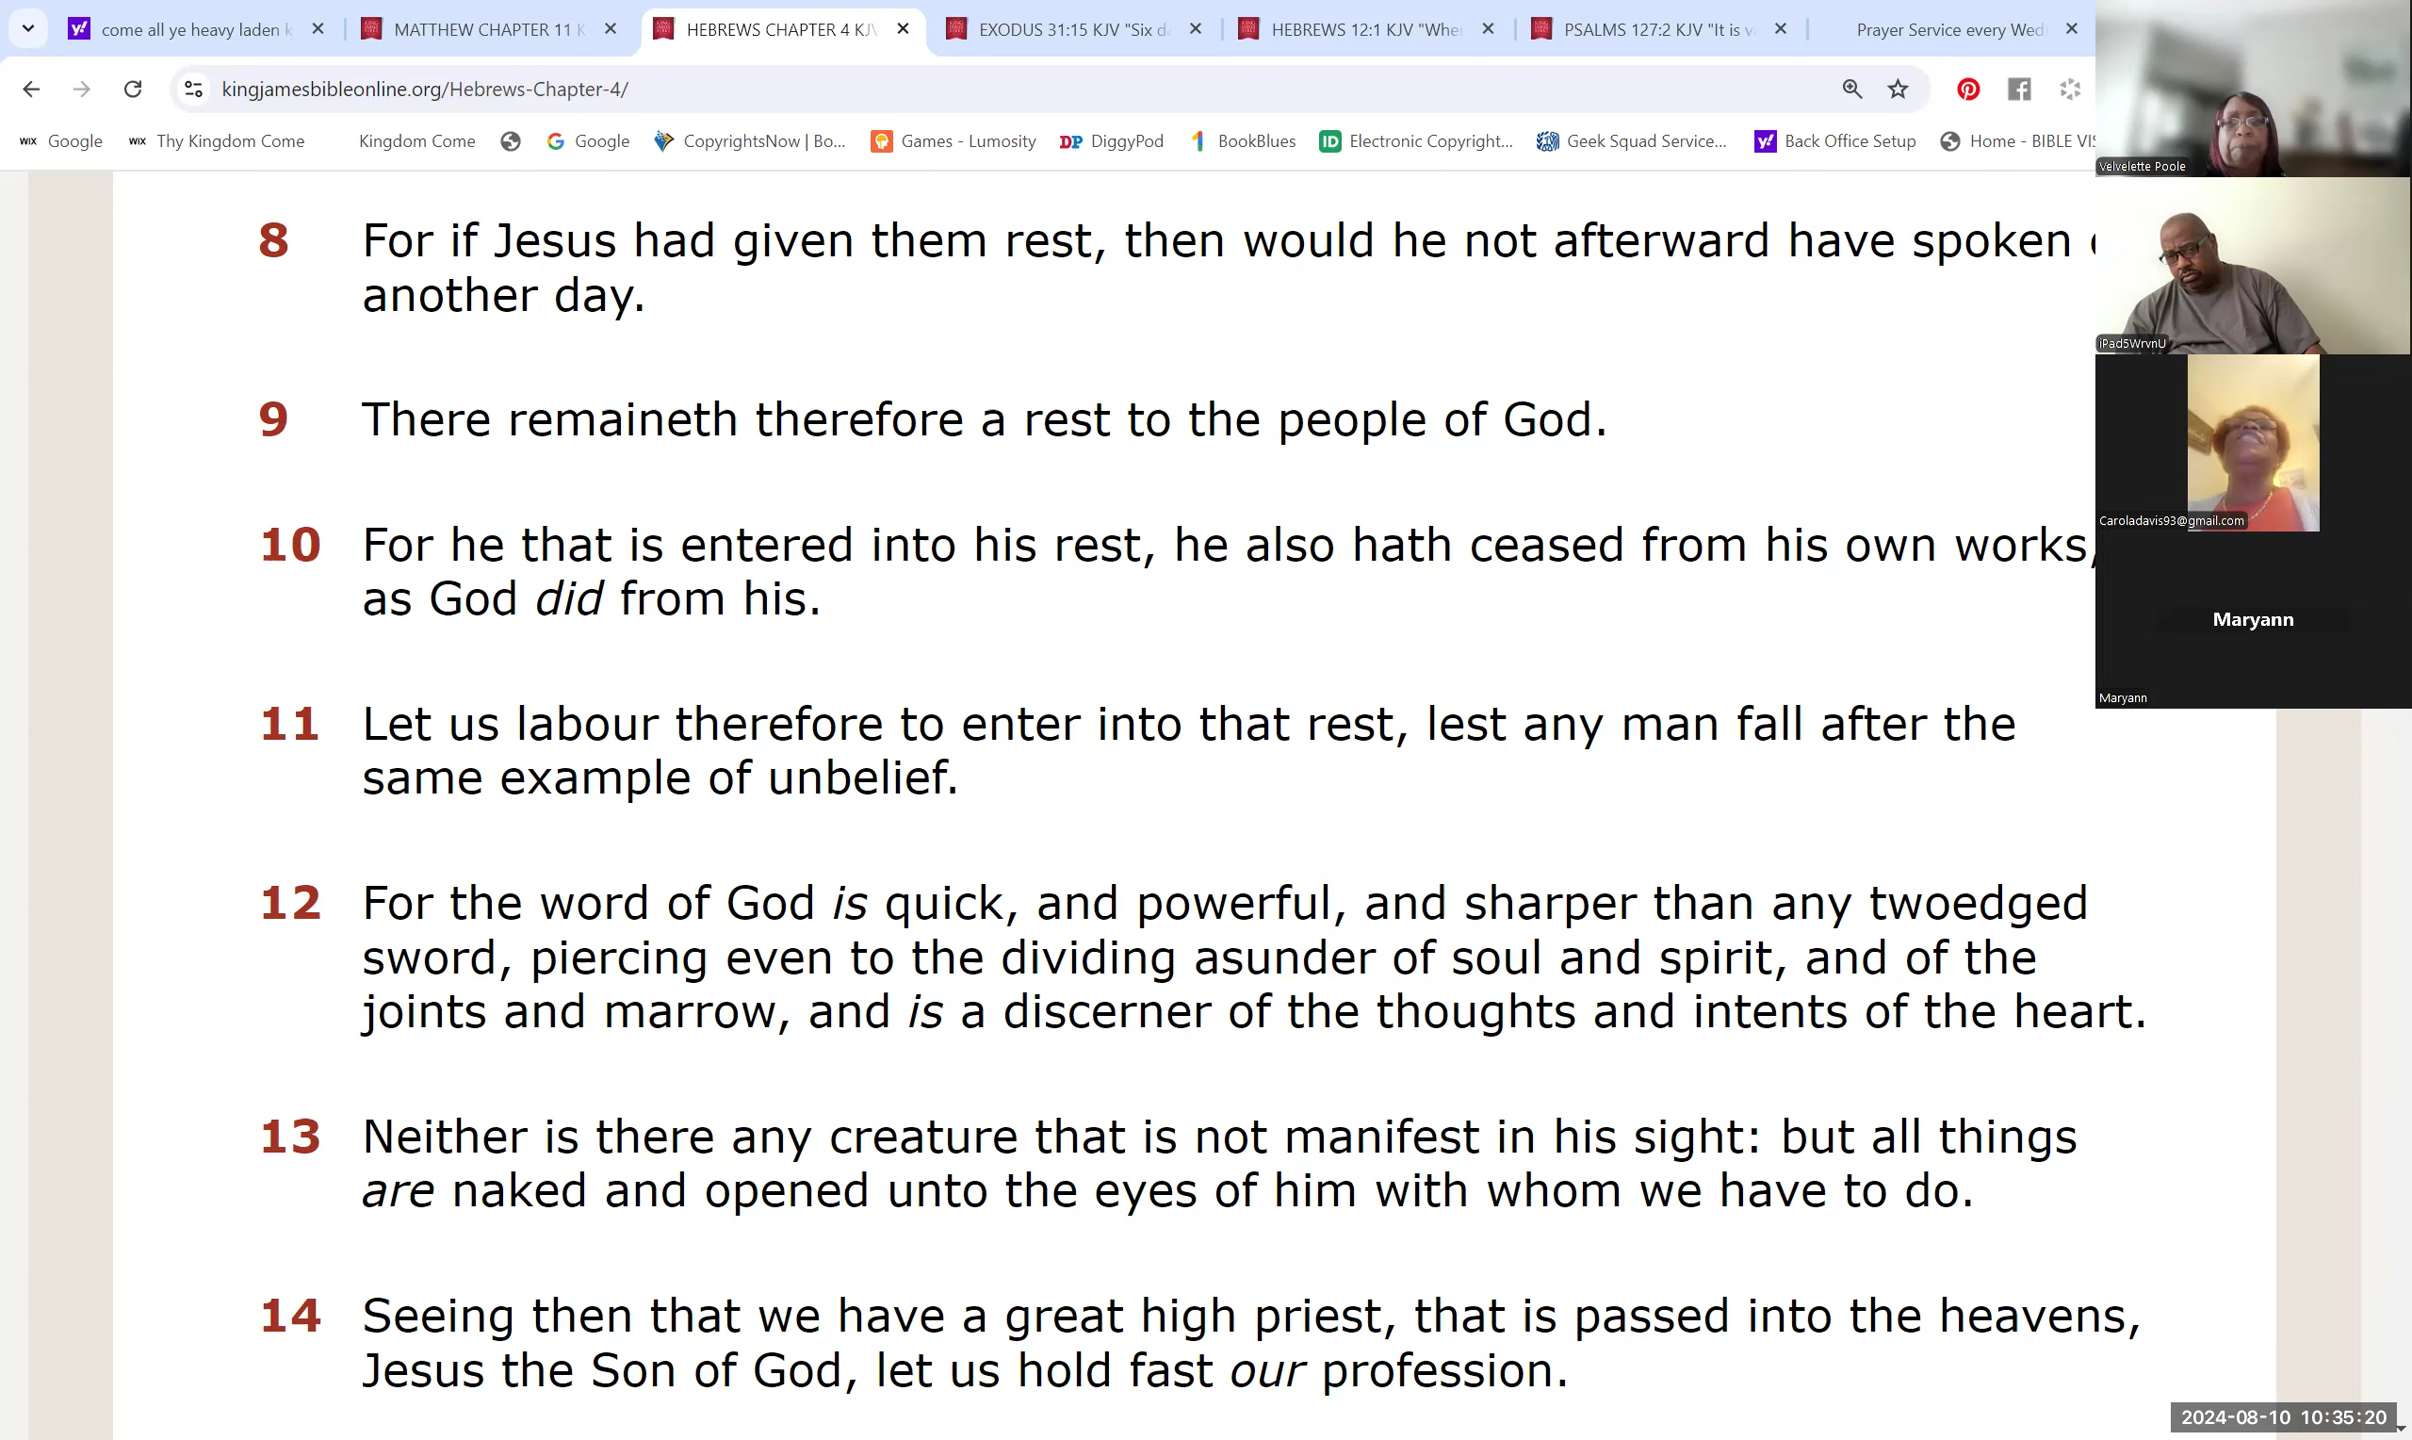 come all ye heavy laden k
MATTHEW CHAPTER 11 K
HEBREWS CHAPTER 4 KJV
EXODUS 31:15 KJV "Six d
HEBREWS 12:1 KJV "Whe
PSALMS 127:2 KJV "It is v
Prayer Service every Wed
kingjamesbibleonline.org/Hebrews-Chapter-4/
WIX Google
WIX Thy Kingdom Come
Kingdom Come
Google
CopyrightsNow | Bo...
Games - Lumosity
DP DiggyPod
BookBlues
ID Electronic Copyright...
Geek Squad Service...
y! Back Office Setup
Home - BIBLE VIS
Velvelette Poole
iPad5WrvnU
Caroladavis93@gmail.com
Maryann
Maryann
8 For if Jesus had given them rest, then would he not afterward have spoken
another day.
9 There remaineth therefore a rest to the people of God.
10 For he that is entered into his rest, he also hath ceased from his own works,
as God did from his.
11 Let us labour therefore to enter into that rest, lest any man fall after the
same example of unbelief.
12 For the word of God is quick, and powerful, and sharper than any twoedged
sword, piercing even to the dividing asunder of soul and spirit, and of the
joints and marrow, and is a discerner of the thoughts and intents of the heart.
13 Neither is there any creature that is not manifest in his sight: but all things
are naked and opened unto the eyes of him with whom we have to do.
14 Seeing then that we have a great high priest, that is passed into the heavens,
Jesus the Son of God, let us hold fast our profession.
2024-08-10 10:35:20